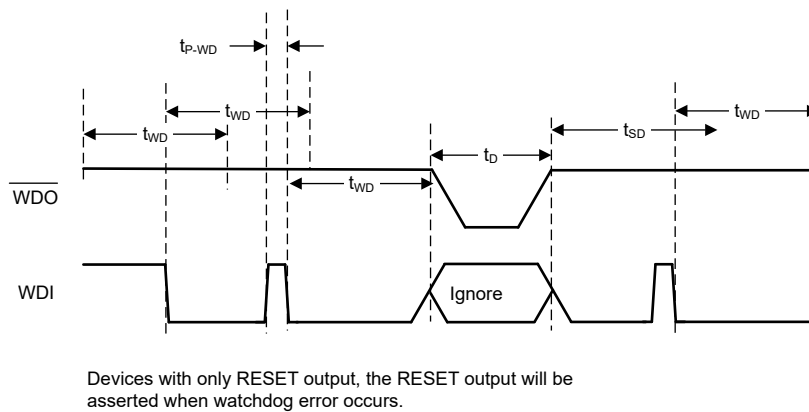 tP-WD
tWD
tWD
tSD
tWD
tD
tWD
WDO
WDI
Ignore
Devices with only RESET output, the RESET output will be
asserted when watchdog error occurs.